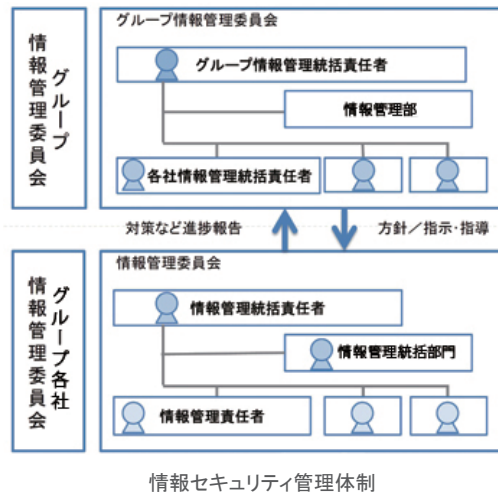 グループ
情報管理委員会
グループ情報管理委員会
グループ情報管理統括責任者
情報管理部
各社情報管理統括責任者
対策など進捗報告
方針／指示・指導
グループ各社
情報管理委員会
情報管理委員会
情報管理統括責任者
情報管理統括部門
情報管理責任者
情報セキュリティ管理体制